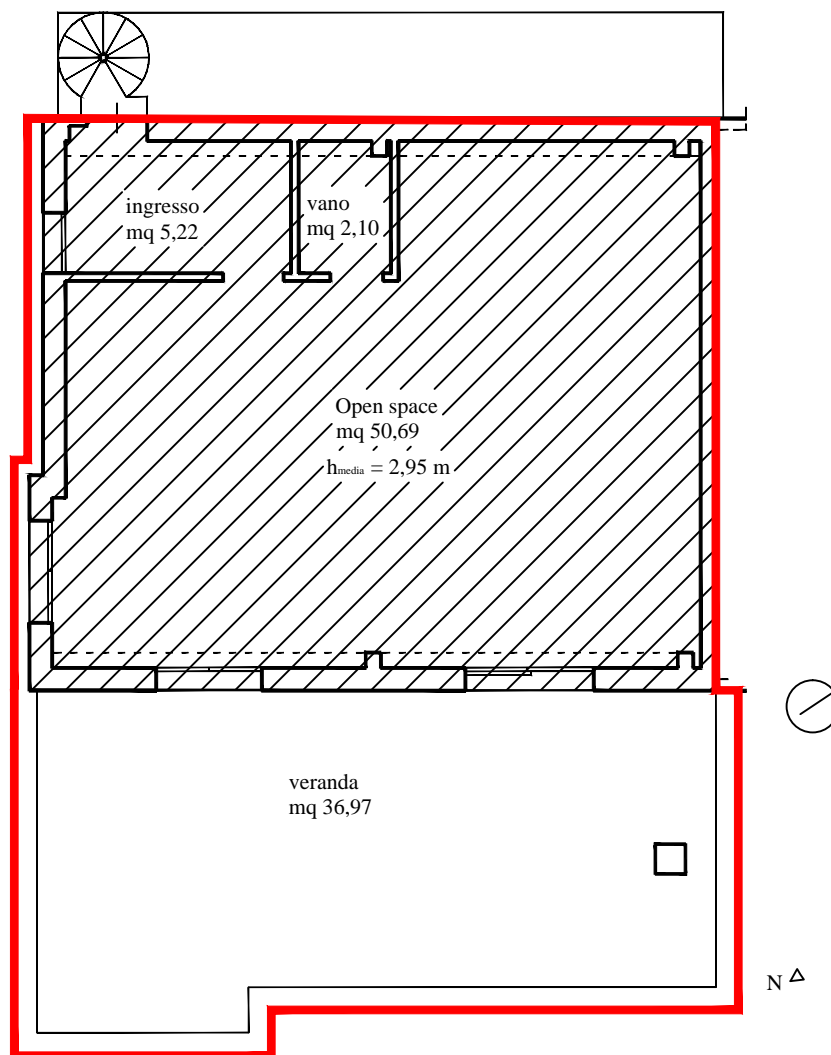 ingresso
mq 5,22
vano
mq 2,10
Open space
mq 50,69
hmedia = 2,95 m
veranda
mq 36,97
N